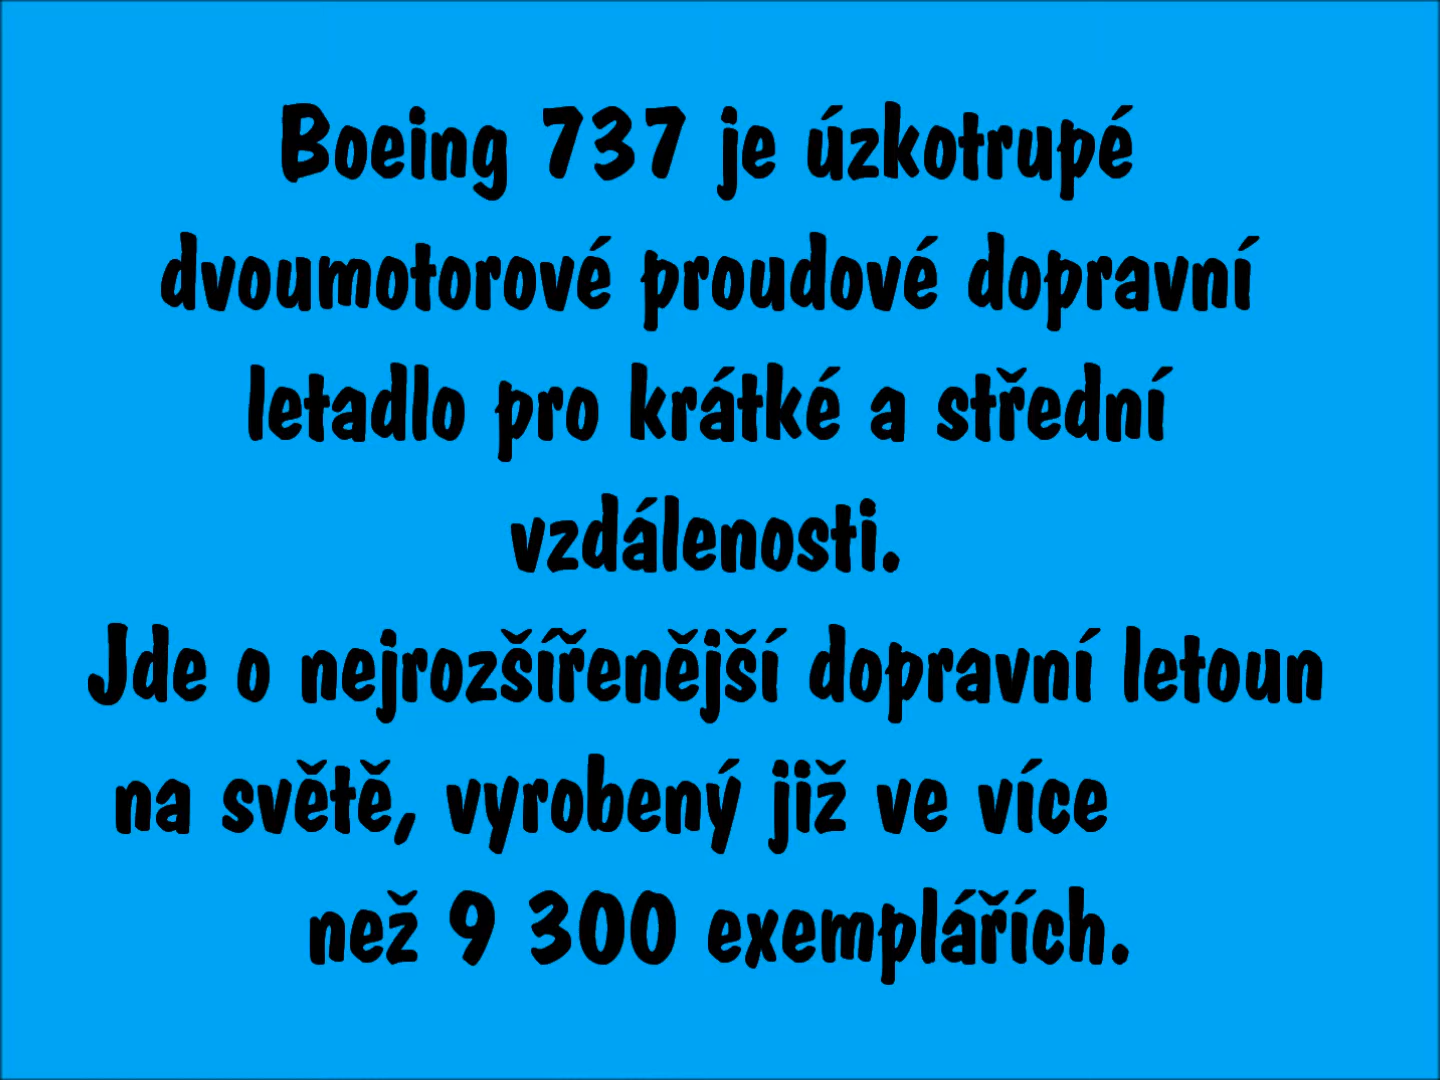 Boeing 737 je úzkotrupé
dvoumotorové proudové dopravní
letadlo pro krátké a střední
vzdálenosti.
Jde o nejrozšířenější dopravní letoun
na světě, vyrobený již ve více
než 9 300 exemplářích.